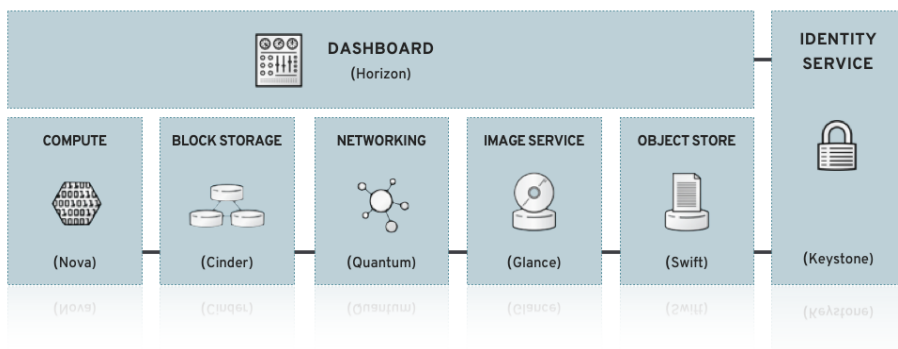 DASHBOARD
(Horizon)
IDENTITY
SERVICE
COMPUTE
BLOCK STORAGE
NETWORKING
IMAGE SERVICE
OBJECT STORE
(Nova)
(Cinder)
(Quantum)
(Glance)
(Swift)
(Keystone)